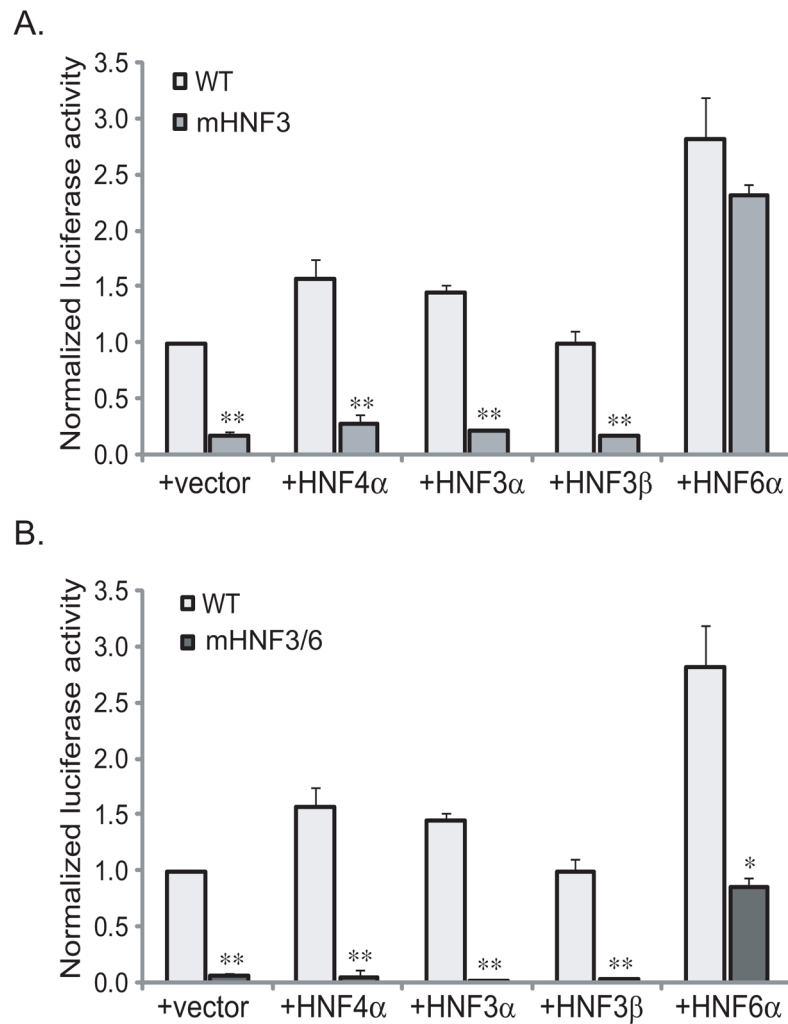 A.
Normalized luciferase activity
3.5
3.0
2.5
2.0
1.5
1.0
0.5
0.0
WT
mHNF3
**
**
**
**
+vector
+HNF4α
+HNF3α
+HNF3β
+HNF6α
B.
Normalized luciferase activity
3.5
3.0
2.5
2.0
1.5
1.0
0.5
0.0
WT
mHNF3/6
**
**
**
**
*
+vector
+HNF4α
+HNF3α
+HNF3β
+HNF6α